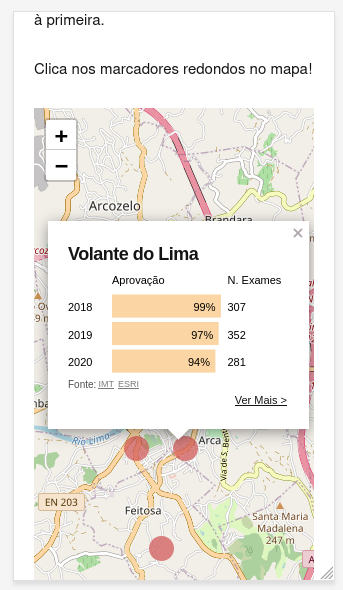 à primeira.
Clica nos marcadores redondos no mapa!
+
−
Arcozelo
Brandara
×
Volante do Lima
Aprovação N. Exames
2018 99% 307
2019 97% 352
2020 94% 281
Fonte: IMT ESRI
Ver Mais >
Rio Lima
Arca
Via de S. Ben
EN 203
Feitosa
Santa Maria
Madalena
247 m
A